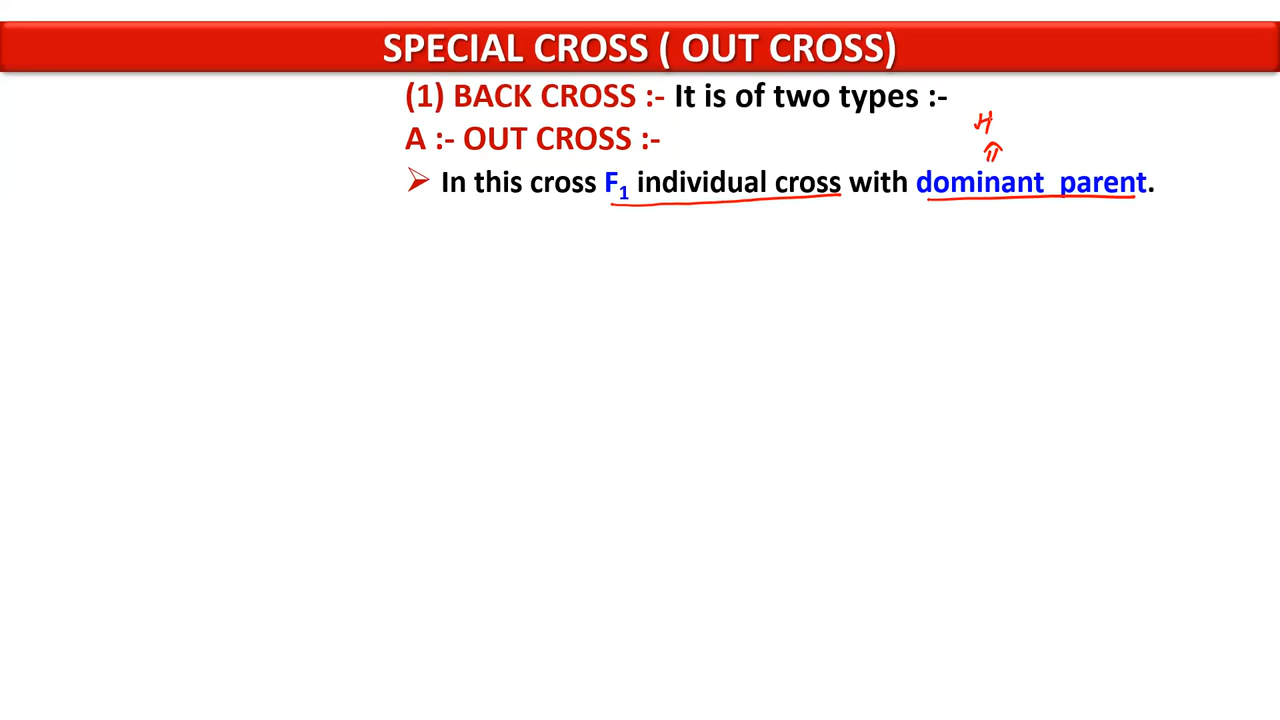 SPECIAL CROSS ( OUT CROSS)
(1) BACK CROSS :- It is of two types :-
A :- OUT CROSS :-
➢ In this cross F₁ individual cross with dominant parent.